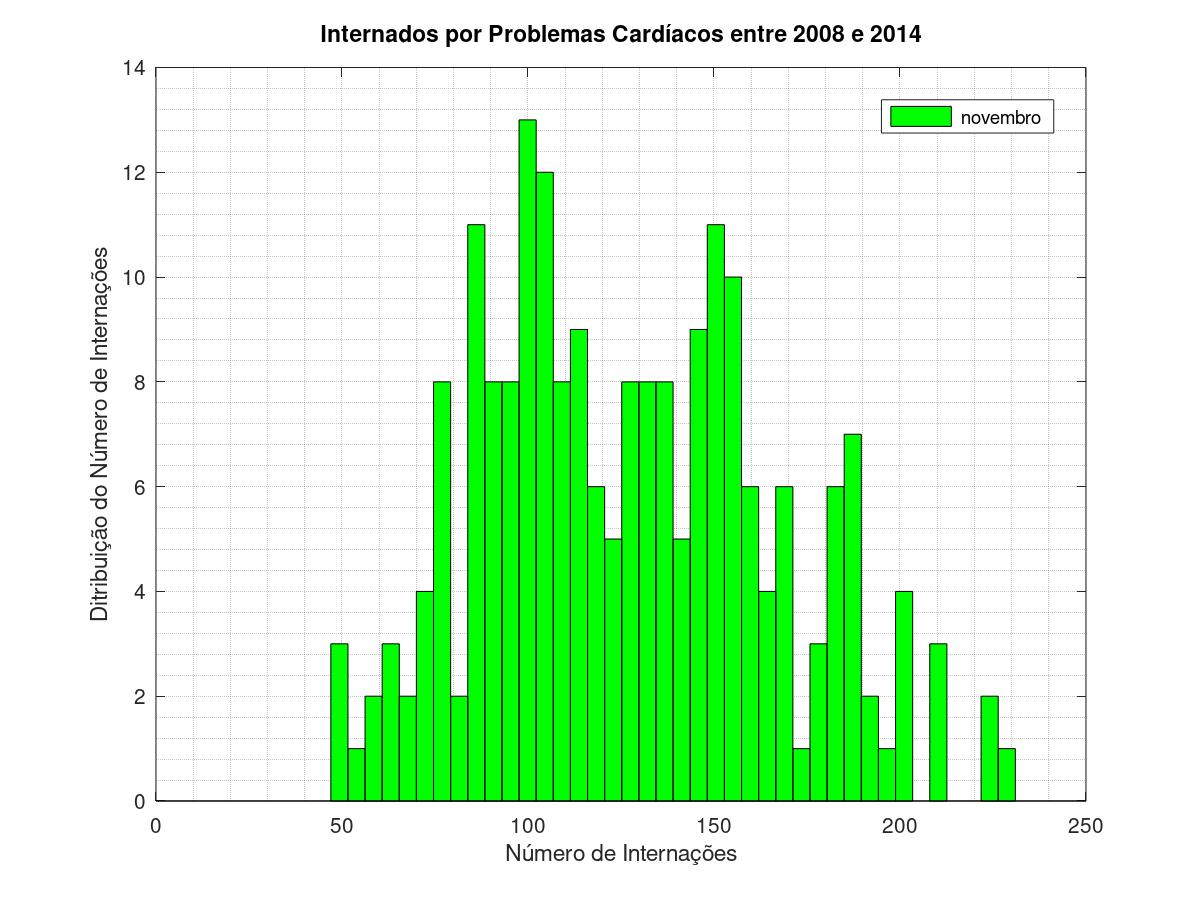 Internados por Problemas Cardíacos entre 2008 e 2014
14
12
10
8
6
4
2
0
Ditribuição do Número de Internações
novembro
0 50 100 150 200 250
Número de Internações